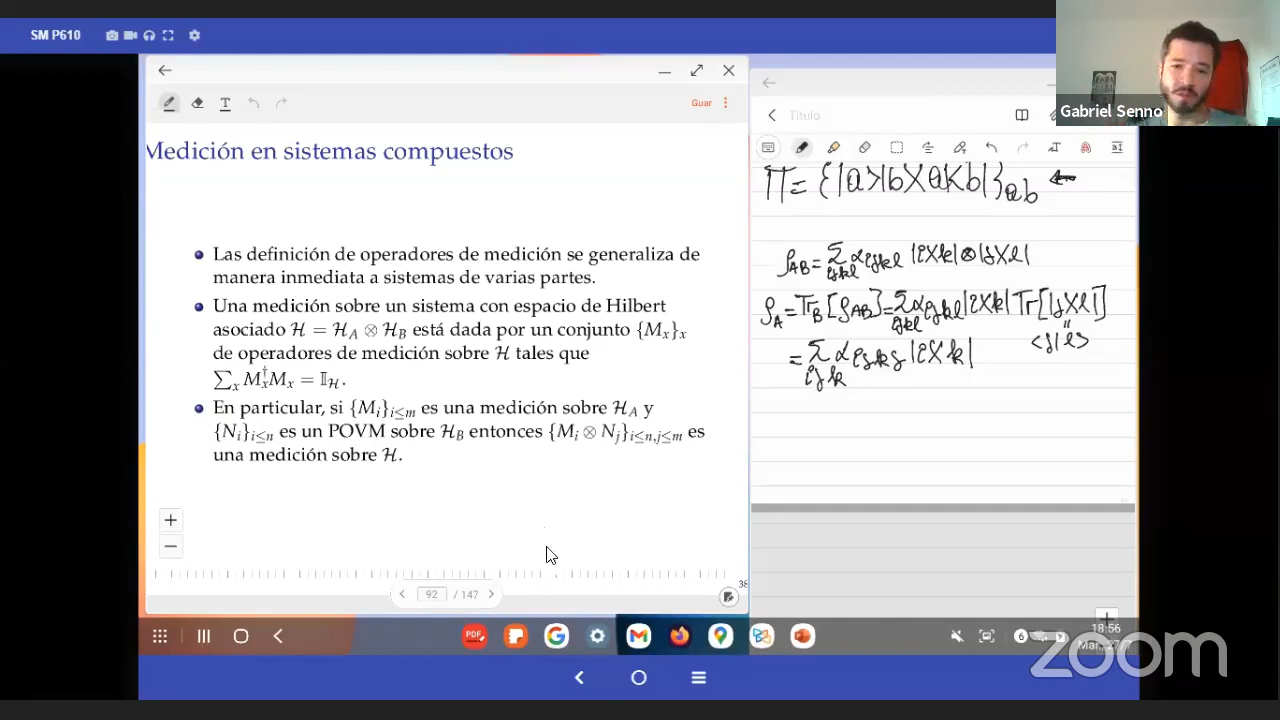 SM P610
Gabriel Senno
Guar
Medición en sistemas compuestos
Las definición de operadores de medición se generaliza de
manera inmediata a sistemas de varias partes.
Una medición sobre un sistema con espacio de Hilbert
asociado ℋ = ℋ_A ⊗ ℋ_B está dada por un conjunto {M_x}_x
de operadores de medición sobre ℋ tales que
∑_x M_x^† M_x = 𝕀_ℋ.
En particular, si {M_i}_{i≤m} es una medición sobre ℋ_A y
{N_i}_{i≤n} es un POVM sobre ℋ_B entonces {M_i ⊗ N_j}_{i≤n,j≤m} es
una medición sobre ℋ.
38
92 / 147
Título
Π = {|a>|b><a|<b|}_{ab} ←
ρ_AB = ∑_{ijkl} α_{ijkl} |i><k| ⊗ |j><l|
ρ_A = Tr_B[ρ_AB] = ∑_{ijkl} α_{ijkl} |i><k| Tr[|j><l|]
"
<j|l>
= ∑_{ijk} α_{ijkj} |i><k|
PDF
6
18:56
zoom